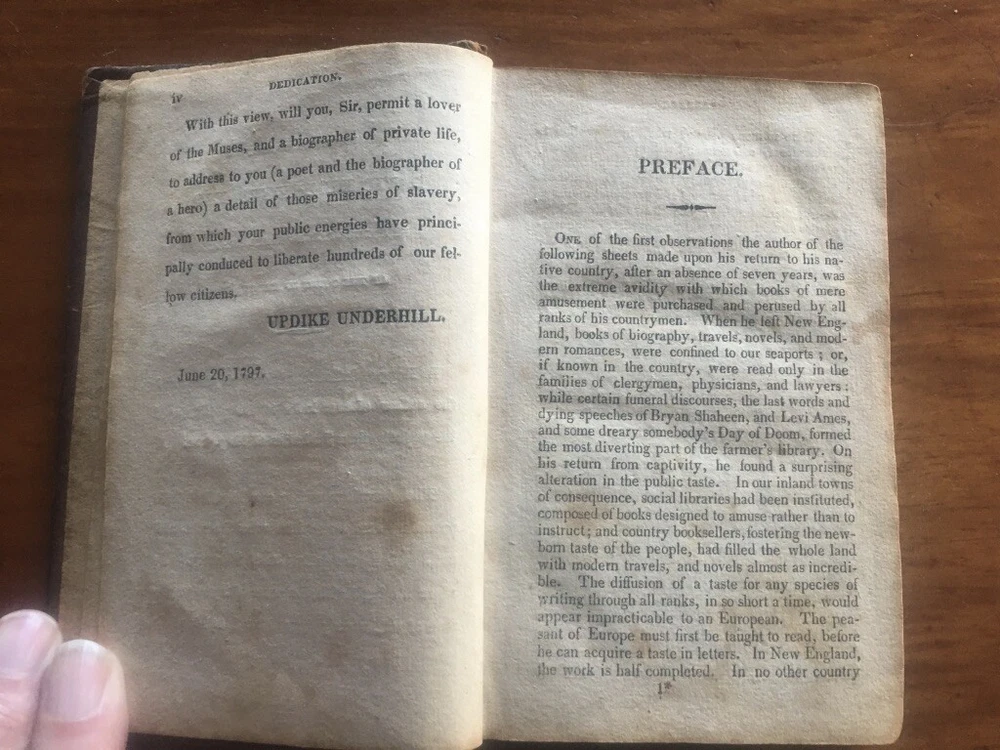 iv
DEDICATION.
With this view, will you, Sir, permit a lover
of the Muses, and a biographer of private life,
to address to you (a poet and the biographer of
a hero) a detail of those miseries of slavery,
from which your public energies have princi-
pally conduced to liberate hundreds of our fel-
low citizens.
UPDIKE UNDERHILL.
June 20, 1797.
PREFACE.
ONE of the first observations the author of the
following sheets made upon his return to his na-
tive country, after an absence of seven years, was
the extreme avidity with which books of mere
amusement were purchased and perused by all
ranks of his countrymen. When he left New Eng-
land, books of biography, travels, novels, and mod-
ern romances, were confined to our seaports; or,
if known in the country, were read only in the
families of clergymen, physicians, and lawyers:
while certain funeral discourses, the last words and
dying speeches of Bryan Shaheen, and Levi Ames,
and some dreary somebody's Day of Doom, formed
the most diverting part of the farmer's library. On
his return from captivity, he found a surprising
alteration in the public taste. In our inland towns
of consequence, social libraries had been instituted,
composed of books designed to amuse rather than to
instruct; and country booksellers, fostering the new-
born taste of the people, had filled the whole land
with modern travels, and novels almost as incredi-
ble. The diffusion of a taste for any species of
writing through all ranks, in so short a time, would
appear impracticable to an European. The pea-
sant of Europe must first be taught to read, before
he can acquire a taste in letters. In New England,
the work is half completed. In no other country
1*